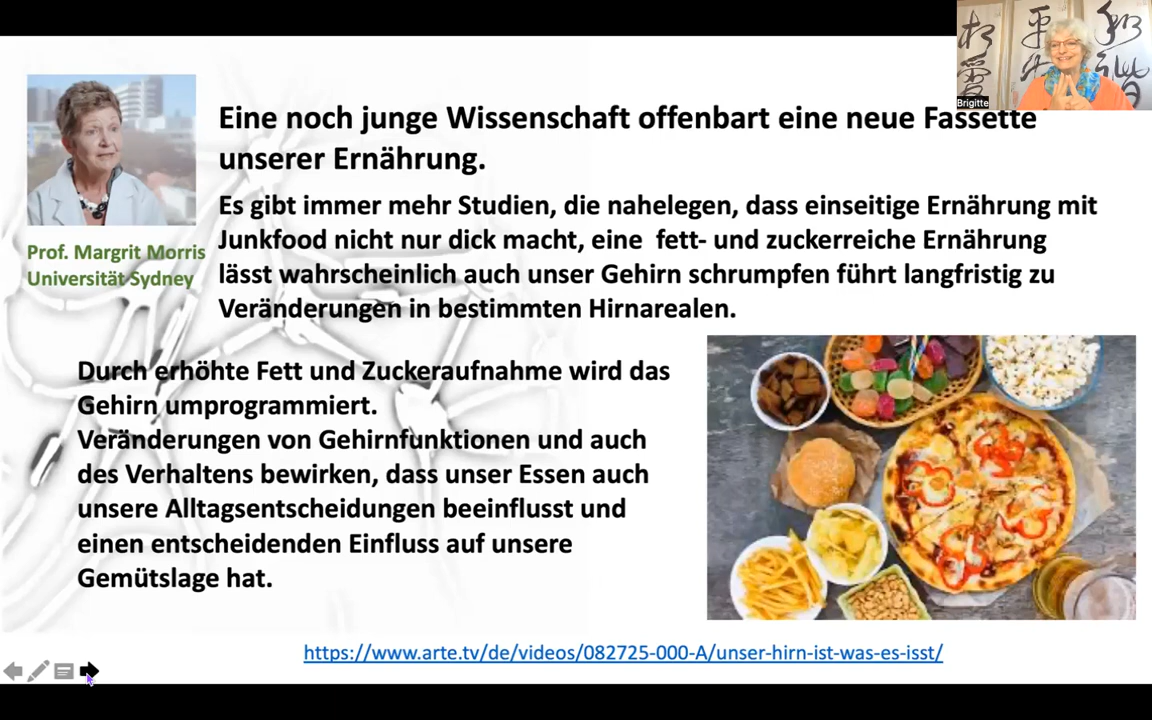 Brigitte
Eine noch junge Wissenschaft offenbart eine neue Fassette
unserer Ernährung.
Es gibt immer mehr Studien, die nahelegen, dass einseitige Ernährung mit
Junkfood nicht nur dick macht, eine fett- und zuckerreiche Ernährung
lässt wahrscheinlich auch unser Gehirn schrumpfen führt langfristig zu
Veränderungen in bestimmten Hirnarealen.
Prof. Margrit Morris
Universität Sydney
Durch erhöhte Fett und Zuckeraufnahme wird das
Gehirn umprogrammiert.
Veränderungen von Gehirnfunktionen und auch
des Verhaltens bewirken, dass unser Essen auch
unsere Alltagsentscheidungen beeinflusst und
einen entscheidenden Einfluss auf unsere
Gemütslage hat.
https://www.arte.tv/de/videos/082725-000-A/unser-hirn-ist-was-es-isst/